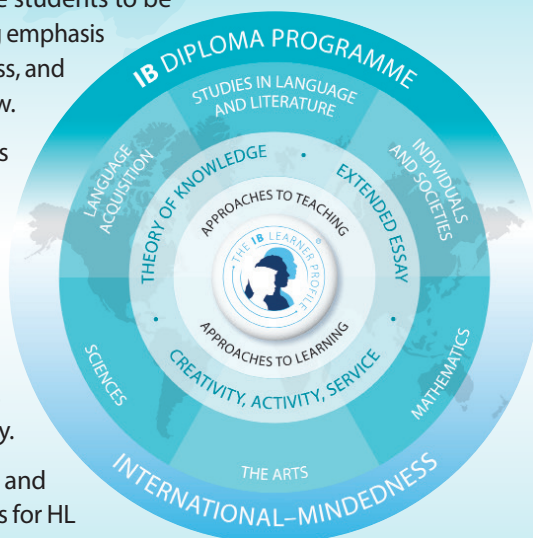 students to be
emphasis
ss, and
w.
s
y.
and
s for HL
IB DIPLOMA PROGRAMME
STUDIES IN LANGUAGE
AND LITERATURE
LANGUAGE
ACQUISITION
INDIVIDUALS
AND SOCIETIES
THEORY OF KNOWLEDGE
EXTENDED ESSAY
APPROACHES TO TEACHING
THE IB LEARNER PROFILE
APPROACHES TO LEARNING
CREATIVITY, ACTIVITY, SERVICE
SCIENCES
MATHEMATICS
THE ARTS
INTERNATIONAL–MINDEDNESS